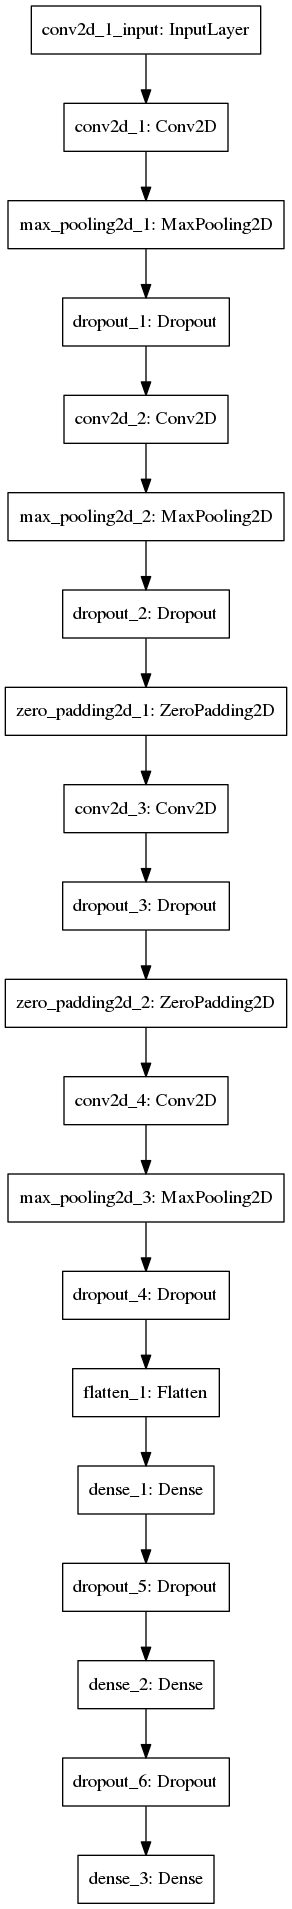 conv2d_1_input: InputLayer
conv2d_1: Conv2D
max_pooling2d_1: MaxPooling2D
dropout_1: Dropout
conv2d_2: Conv2D
max_pooling2d_2: MaxPooling2D
dropout_2: Dropout
zero_padding2d_1: ZeroPadding2D
conv2d_3: Conv2D
dropout_3: Dropout
zero_padding2d_2: ZeroPadding2D
conv2d_4: Conv2D
max_pooling2d_3: MaxPooling2D
dropout_4: Dropout
flatten_1: Flatten
dense_1: Dense
dropout_5: Dropout
dense_2: Dense
dropout_6: Dropout
dense_3: Dense